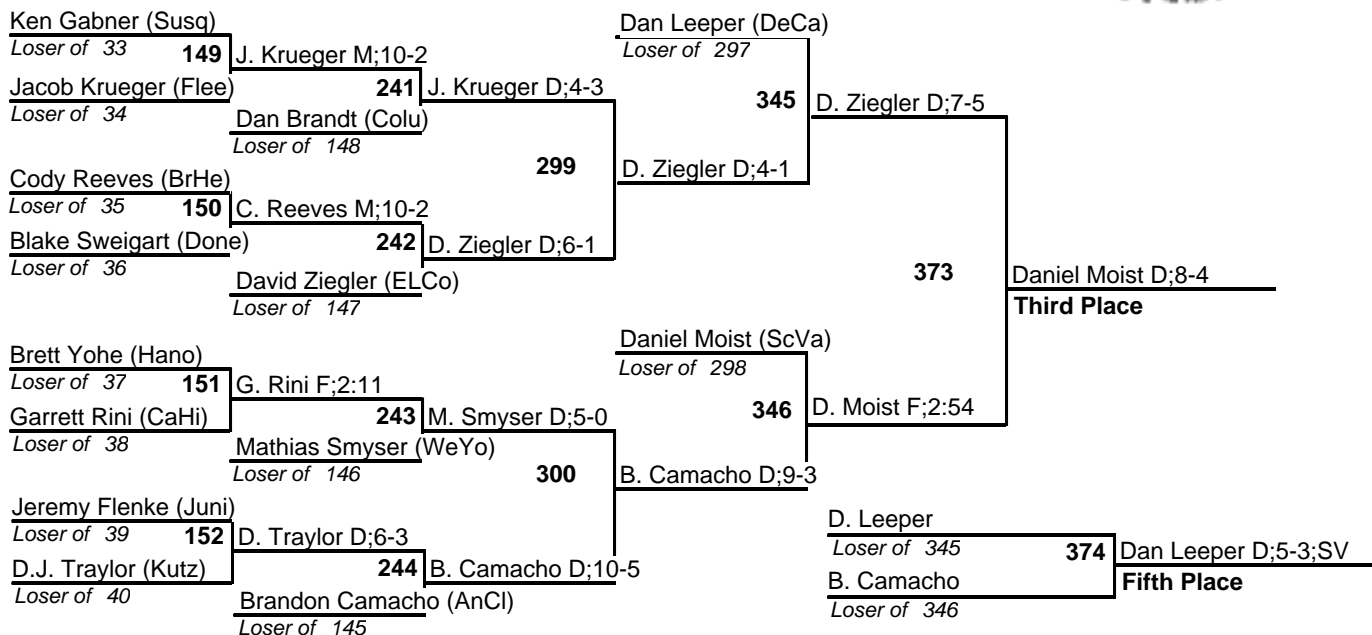 Ken Gabner (Susq)
Loser of 33
149
J. Krueger M;10-2
Jacob Krueger (Flee)
Loser of 34
241
J. Krueger D;4-3
Dan Brandt (Colu)
Loser of 148
Cody Reeves (BrHe)
Loser of 35
150
C. Reeves M;10-2
Blake Sweigart (Done)
Loser of 36
242
D. Ziegler D;6-1
David Ziegler (ELCo)
Loser of 147
299
D. Ziegler D;4-1
Dan Leeper (DeCa)
Loser of 297
345
D. Ziegler D;7-5
Brett Yohe (Hano)
Loser of 37
151
G. Rini F;2:11
Garrett Rini (CaHi)
Loser of 38
243
M. Smyser D;5-0
Mathias Smyser (WeYo)
Loser of 146
Jeremy Flenke (Juni)
Loser of 39
152
D. Traylor D;6-3
D.J. Traylor (Kutz)
Loser of 40
244
B. Camacho D;10-5
Brandon Camacho (AnCl)
Loser of 145
300
B. Camacho D;9-3
Daniel Moist (ScVa)
Loser of 298
346
D. Moist F;2:54
373
Daniel Moist D;8-4
Third Place
D. Leeper
Loser of 345
374
Dan Leeper D;5-3;SV
B. Camacho
Fifth Place
Loser of 346